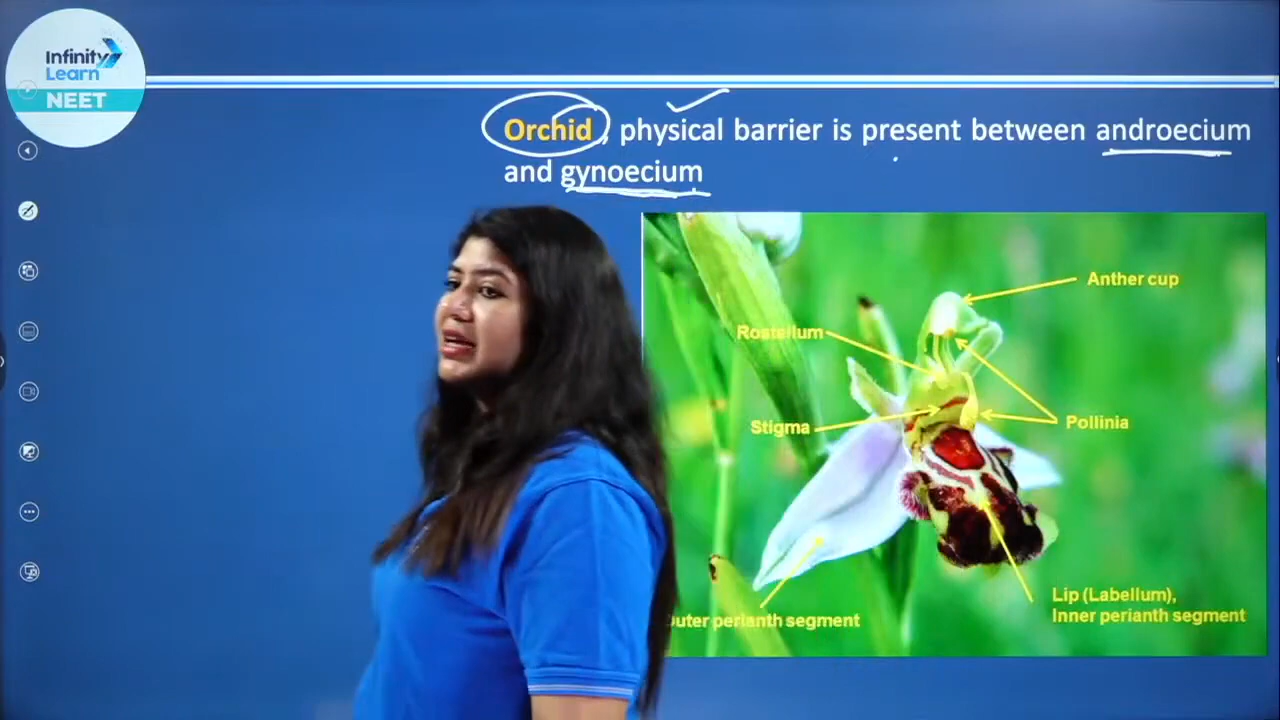 Infinity
Learn
NEET
Orchid, physical barrier is present between androecium
and gynoecium
Anther cup
Rostellum
Stigma
Pollinia
Lip (Labellum),
Inner perianth segment
Outer perianth segment